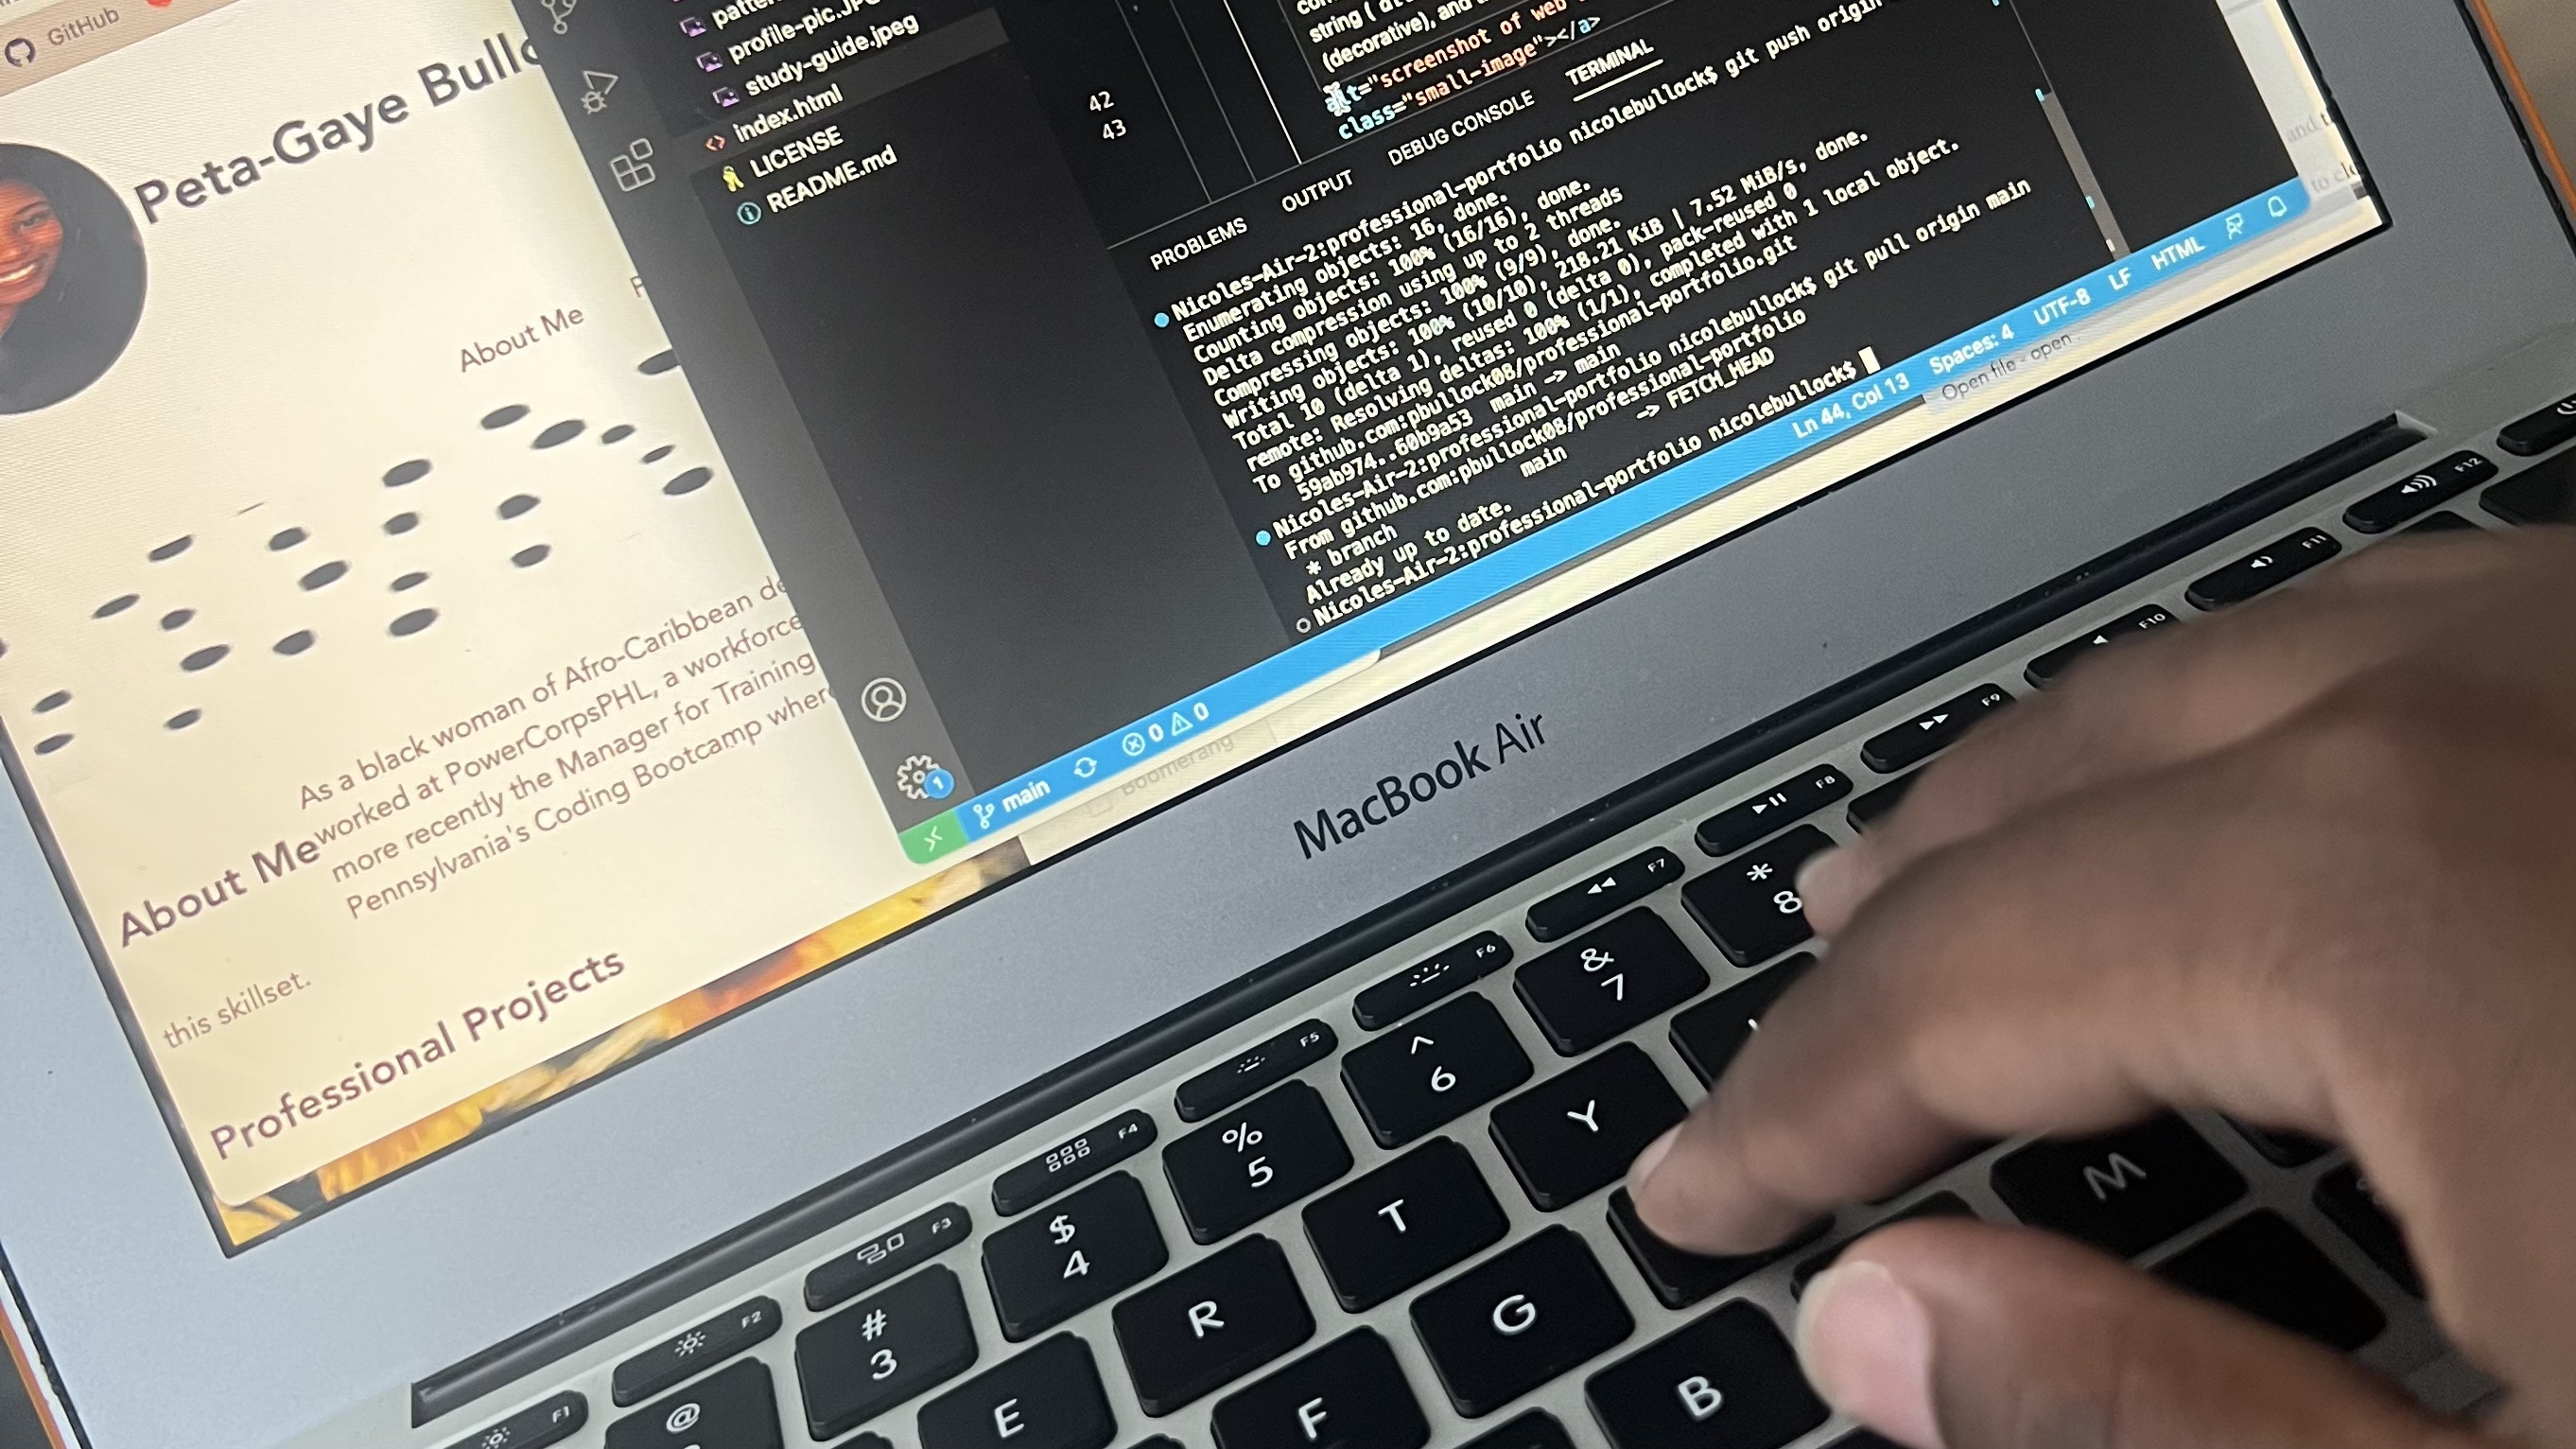 GitHub
Peta-Gaye Bullo
About Me
As a black woman of Afro-Caribbean de
worked at PowerCorpsPHL, a workforce
more recently the Manager for Training
Pennsylvania's Coding Bootcamp wher
About Me
this skillset.
Professional Projects
profile-pic.JPG
study-guide.jpeg
index.html
LICENSE
README.md
42
43
string (
(decorative), and
alt="screenshot of web
class="small-image"></a>
PROBLEMS OUTPUT DEBUG CONSOLE TERMINAL
Nicoles-Air-2:professional-portfolio nicolebullock$ git push origin
Enumerating objects: 16, done.
Counting objects: 100% (16/16), done.
Delta compression using up to 2 threads
Compressing objects: 100% (9/9), done.
Writing objects: 100% (10/10), 218.21 KiB | 7.52 MiB/s, done.
Total 10 (delta 1), reused 0 (delta 0), pack-reused 0
remote: Resolving deltas: 100% (1/1), completed with 1 local object.
To github.com:pbullock08/professional-portfolio.git
59ab974..60b9a53 main -> main
Nicoles-Air-2:professional-portfolio nicolebullock$ git pull origin main
From github.com:pbullock08/professional-portfolio
* branch main -> FETCH_HEAD
Already up to date.
Nicoles-Air-2:professional-portfolio nicolebullock$
main 0 0
Ln 44, Col 13 Spaces: 4 UTF-8 LF HTML
1
Open file - open
Boomerang
and t
to clo
MacBook Air
F1 F2 F3 F4 F5 F6 F7 F8 F9 F10 F11 F12
@ # 3 $ 4 % 5 ^ 6 & 7 * 8
E R T Y
F G
B M